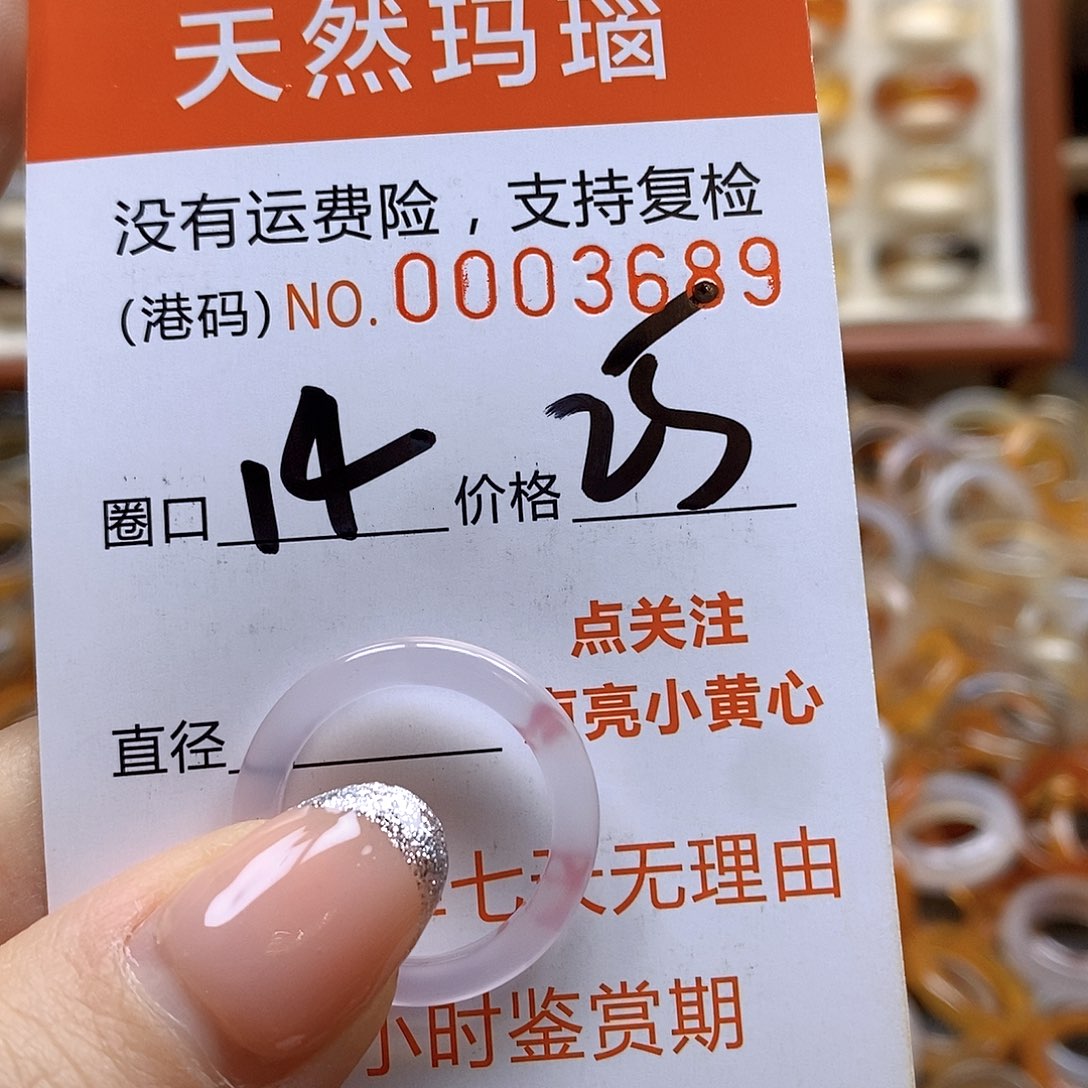 天然玛瑙
没有运费险，支持复检
(港码) NO. 0003689
圈口 14 价格 25
点关注
亮小黄心
直径
七天无理由
小时鉴赏期